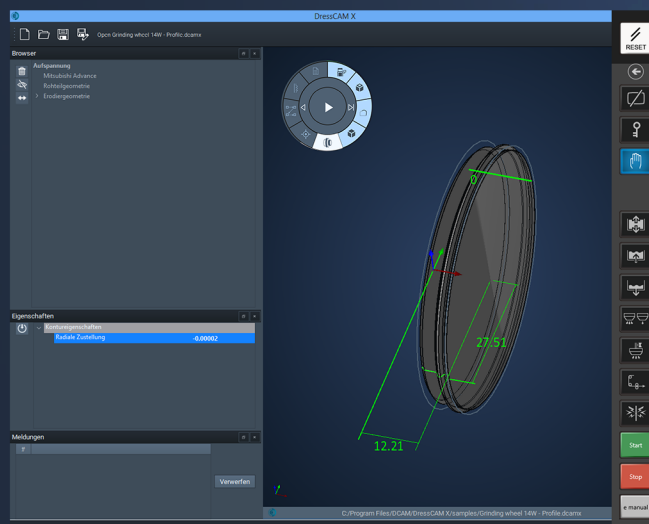 DressCAM X
Open Grinding wheel 14W - Profile.dcamx
RESET
Browser
Aufspannung
Mitsubishi Advance
Rohteilgeometrie
Erodiergeometrie
0
27.51
12.21
Eigenschaften
Kontureigenschaften
Radiale Zustellung -0,00002
Meldungen
Verwerfen
Start
Stop
e manual
C:/Program Files/DCAM/DressCAM X/samples/Grinding wheel 14W - Profile.dcamx